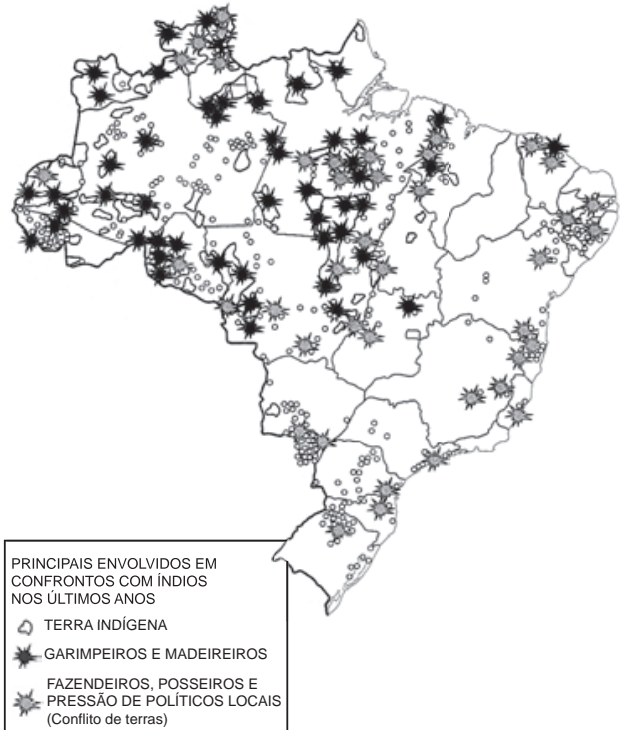 PRINCIPAIS ENVOLVIDOS EM
CONFRONTOS COM ÍNDIOS
NOS ÚLTIMOS ANOS
TERRA INDÍGENA
GARIMPEIROS E MADEIREIROS
FAZENDEIROS, POSSEIROS E
PRESSÃO DE POLÍTICOS LOCAIS
(Conflito de terras)